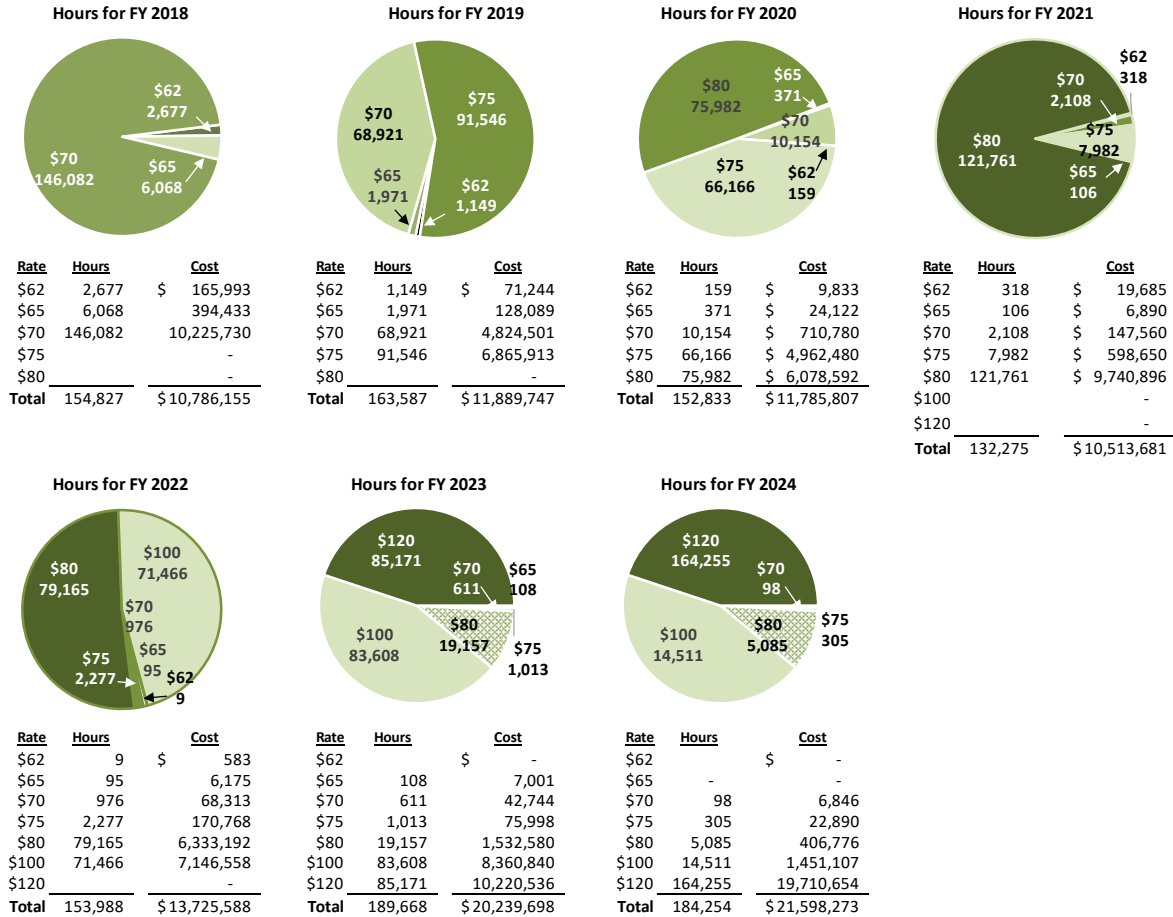 Hours for FY 2018
$62
2,677
$70
146,082
$65
6,068
Rate Hours Cost
$62 2,677 $ 165,993
$65 6,068 394,433
$70 146,082 10,225,730
$75 -
$80 -
Total 154,827 $10,786,155
Hours for FY 2019
$75
91,546
$70
68,921
$65
1,971
$62
1,149
Rate Hours Cost
$62 1,149 $ 71,244
$65 1,971 128,089
$70 68,921 4,824,501
$75 91,546 6,865,913
$80 -
Total 163,587 $11,889,747
Hours for FY 2020
$80
75,982
$65
371
$70
10,154
$75
66,166
$62
159
Rate Hours Cost
$62 159 $ 9,833
$65 371 $ 24,122
$70 10,154 $ 710,780
$75 66,166 $ 4,962,480
$80 75,982 $ 6,078,592
Total 152,833 $11,785,807
Hours for FY 2021
$62
318
$70
2,108
$80
121,761
$75
7,982
$65
106
Rate Hours Cost
$62 318 $ 19,685
$65 106 $ 6,890
$70 2,108 $ 147,560
$75 7,982 $ 598,650
$80 121,761 $ 9,740,896
$100 -
$120 -
Total 132,275 $10,513,681
Hours for FY 2022
$100
71,466
$80
79,165
$70
976
$65
95
$75
2,277
$62
9
Rate Hours Cost
$62 9 $ 583
$65 95 6,175
$70 976 68,313
$75 2,277 170,768
$80 79,165 6,333,192
$100 71,466 7,146,558
$120 -
Total 153,988 $13,725,588
Hours for FY 2023
$120
85,171
$70
611
$65
108
$100
83,608
$80
19,157
$75
1,013
Rate Hours Cost
$62 $ -
$65 108 7,001
$70 611 42,744
$75 1,013 75,998
$80 19,157 1,532,580
$100 83,608 8,360,840
$120 85,171 10,220,536
Total 189,668 $20,239,698
Hours for FY 2024
$120
164,255
$70
98
$100
14,511
$80
5,085
$75
305
Rate Hours Cost
$62 $ -
$65 - -
$70 98 6,846
$75 305 22,890
$80 5,085 406,776
$100 14,511 1,451,107
$120 164,255 19,710,654
Total 184,254 $21,598,273